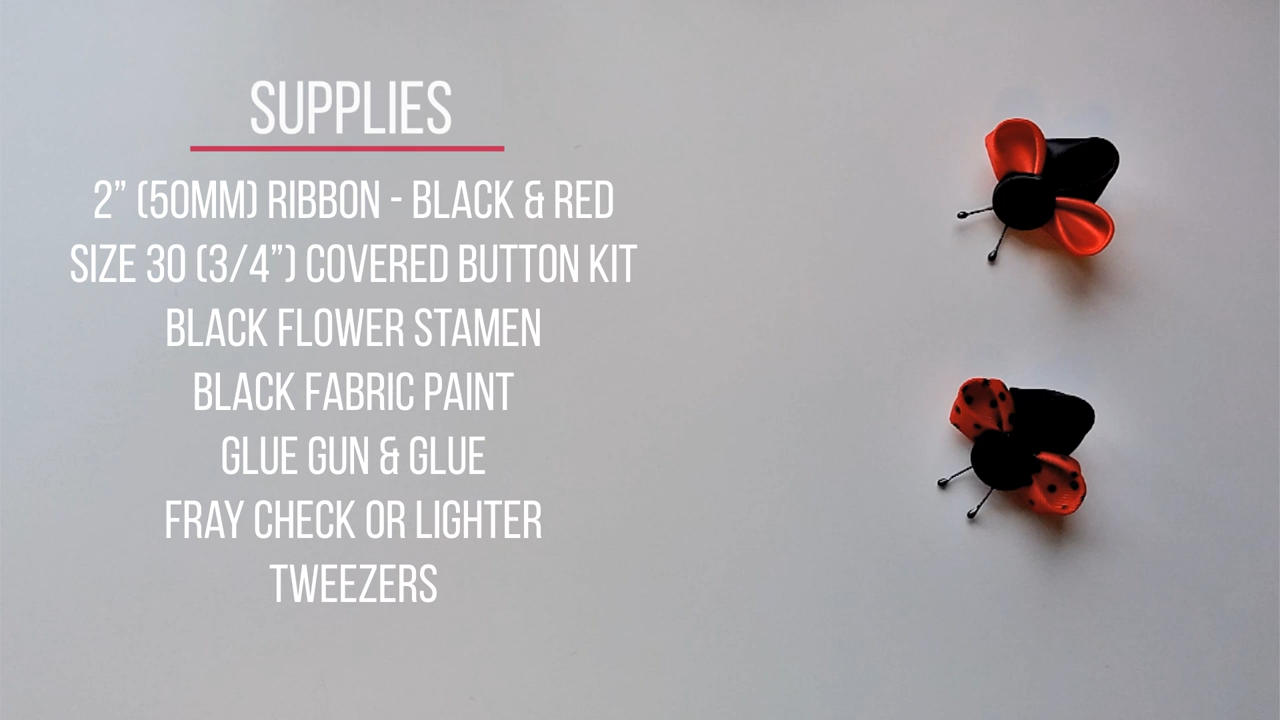 SUPPLIES
2” (50MM) RIBBON - BLACK & RED
SIZE 30 (3/4”) COVERED BUTTON KIT
BLACK FLOWER STAMEN
BLACK FABRIC PAINT
GLUE GUN & GLUE
FRAY CHECK OR LIGHTER
TWEEZERS